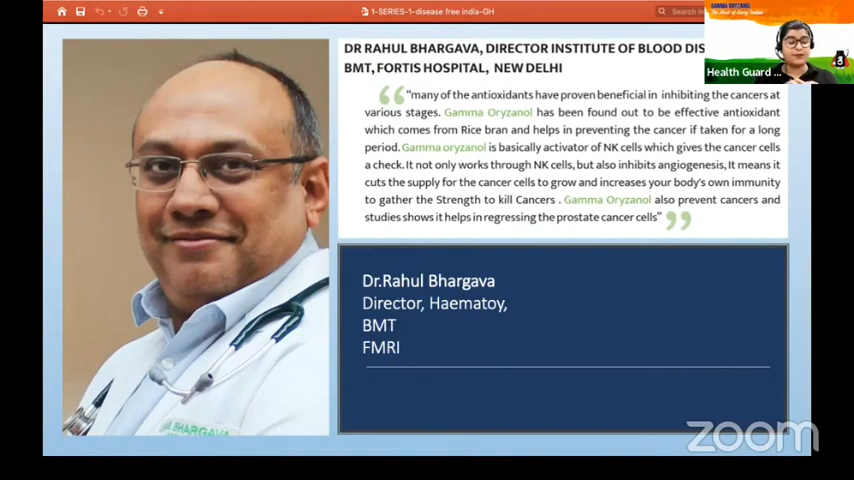 1-SERIES-1-disease free india-GH
Search in
GAMMA ORYZANOL
Health Guard ...
DR RAHUL BHARGAVA, DIRECTOR INSTITUTE OF BLOOD DIS
BMT, FORTIS HOSPITAL, NEW DELHI
"many of the antioxidants have proven beneficial in inhibiting the cancers at
various stages. Gamma Oryzanol has been found out to be effective antioxidant
which comes from Rice bran and helps in preventing the cancer if taken for a long
period. Gamma oryzanol is basically activator of NK cells which gives the cancer cells
a check. It not only works through NK cells, but also inhibits angiogenesis, It means it
cuts the supply for the cancer cells to grow and increases your body's own immunity
to gather the Strength to kill Cancers . Gamma Oryzanol also prevent cancers and
studies shows it helps in regressing the prostate cancer cells"
Dr.Rahul Bhargava
Director, Haematoy,
BMT
FMRI
BHARGAVA
zoom